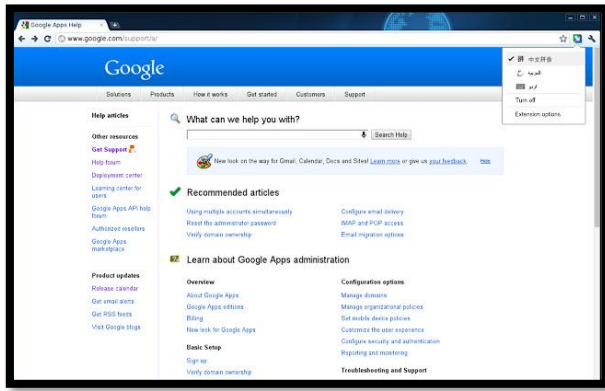 Google Apps Help
www.google.com/support/a/
✔ 拼 中文拼音
العربية
اردو
Turn off
Extension options
Google
Solutions Products How it works Get started Customers Support
Help articles
Other resources
Get Support
Help forum
Deployment center
Learning center for
users
Google Apps API help
forum
Authorized resellers
Google Apps
marketplace
Product updates
Release calendar
Get email alerts
Get RSS feeds
Visit Google blogs
What can we help you with?
Search Help
New look on the way for Gmail, Calendar, Docs and Sites! Learn more or give us your feedback. Hide
Recommended articles
Using multiple accounts simultaneously
Reset the administrator password
Verify domain ownership
Configure email delivery
IMAP and POP access
Email migration options
Learn about Google Apps administration
Overview
About Google Apps
Google Apps editions
Billing
New look for Google Apps
Basic Setup
Sign up
Verify domain ownership
Configuration options
Manage domains
Manage organizational policies
Set mobile device policies
Customize the user experience
Configure security and authentication
Reporting and monitoring
Troubleshooting and Support